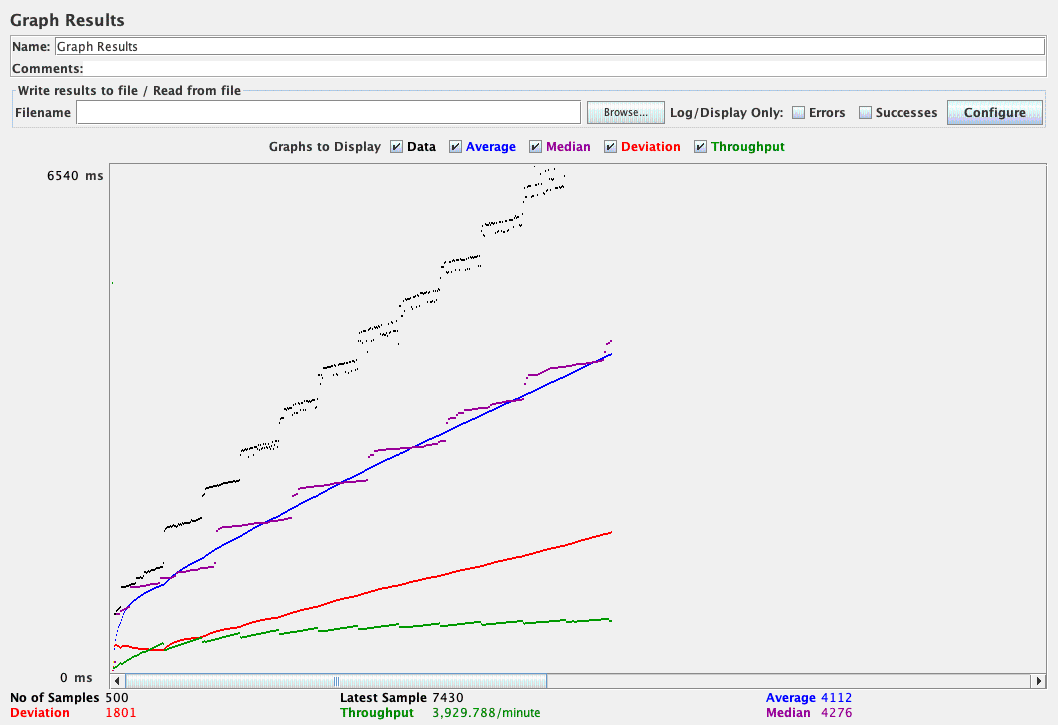 Graph Results
Name: Graph Results
Comments:
Write results to file / Read from file
Filename Browse... Log/Display Only: Errors Successes Configure
Graphs to Display Data Average Median Deviation Throughput
6540 ms
0 ms
No of Samples 500 Latest Sample 7430 Average 4112
Deviation 1801 Throughput 3,929.788/minute Median 4276